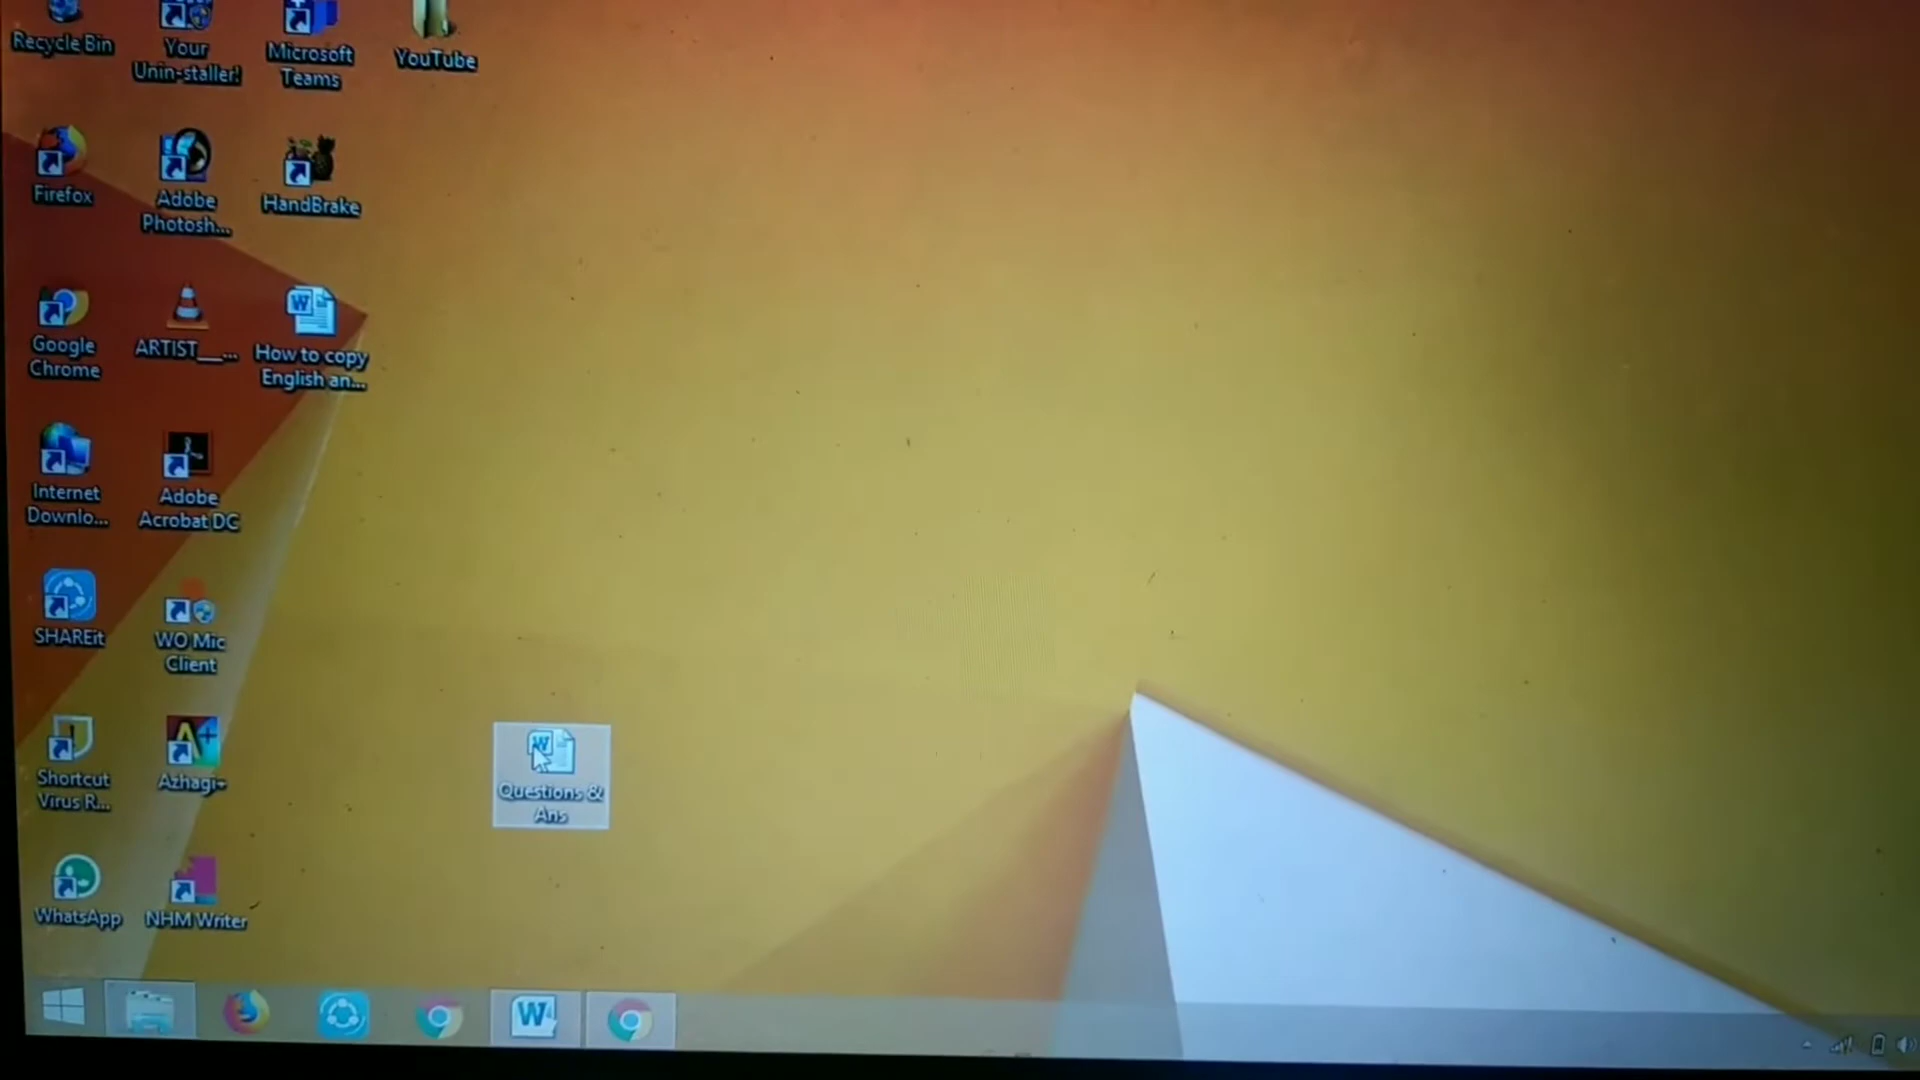 Recycle Bin
Your
Unin-staller!
Microsoft
Teams
YouTube
Firefox
Adobe
Photosh...
HandBrake
Google
Chrome
ARTIST__...
How to copy
English an...
Internet
Downlo...
Adobe
Acrobat DC
SHAREit
WO Mic
Client
Shortcut
Virus R...
Azhagi+
Questions &
Ans
WhatsApp
NHM Writer